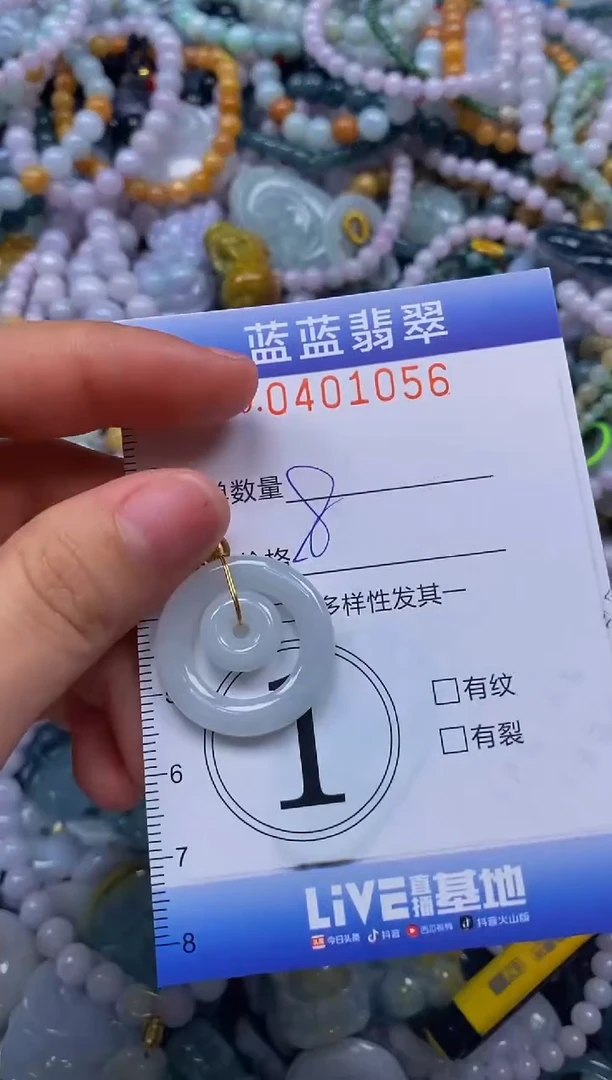 蓝蓝翡翠
.0401056
数量 8
价格
多样性发其一
1
□有纹
□有裂
6
7
8
LiVE直播基地
今日头条 抖音 西瓜视频 抖音火山版